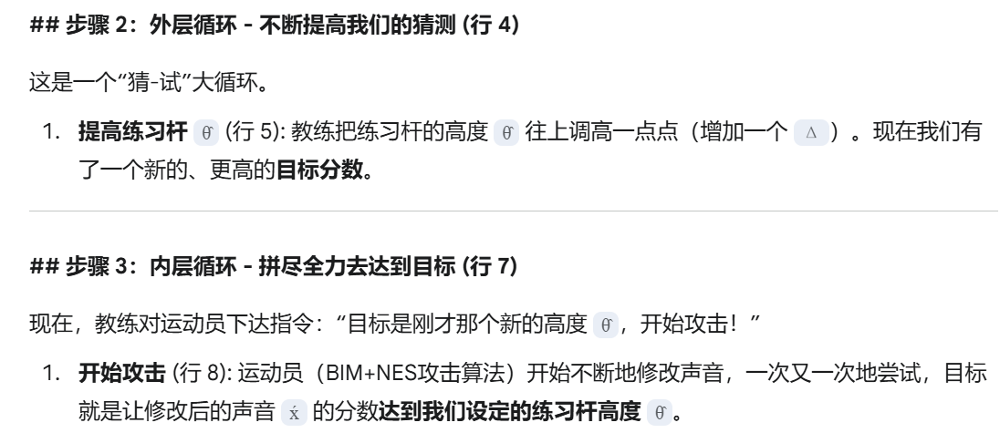 ## 步骤 2：外层循环 - 不断提高我们的猜测 (行 4)
这是一个“猜-试”大循环。
1. 提高练习杆 θ́ (行 5): 教练把练习杆的高度 θ́ 往上调高一点点（增加一个 Δ ）。现在我们有
了一个新的、更高的目标分数。
## 步骤 3：内层循环 - 拼尽全力去达到目标 (行 7)
现在，教练对运动员下达指令：“目标是刚才那个新的高度 θ́ ，开始攻击！”
1. 开始攻击 (行 8): 运动员（BIM+NES攻击算法）开始不断地修改声音，一次又一次地尝试，目标
就是让修改后的声音 x́ 的分数达到我们设定的练习杆高度 θ́ 。